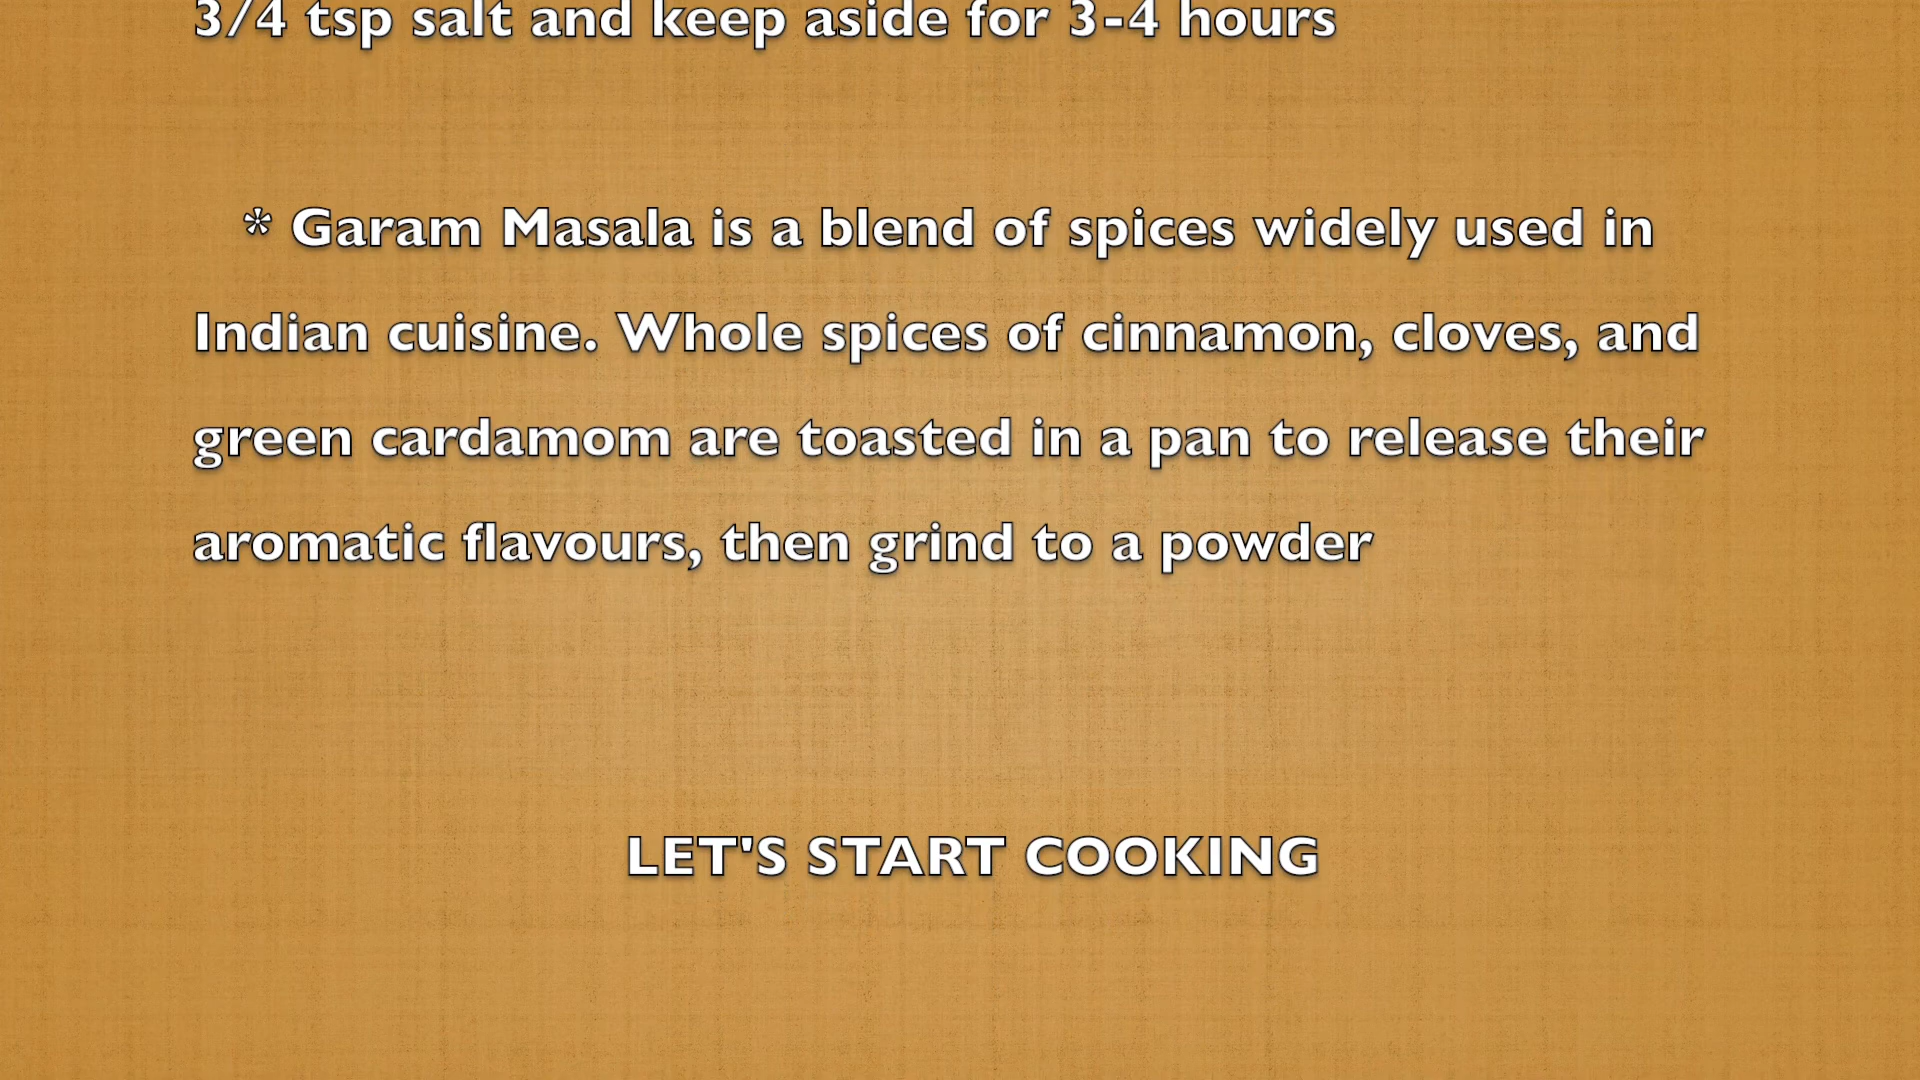 3/4 tsp salt and keep aside for 3-4 hours
* Garam Masala is a blend of spices widely used in
Indian cuisine. Whole spices of cinnamon, cloves, and
green cardamom are toasted in a pan to release their
aromatic flavours, then grind to a powder
LET'S START COOKING